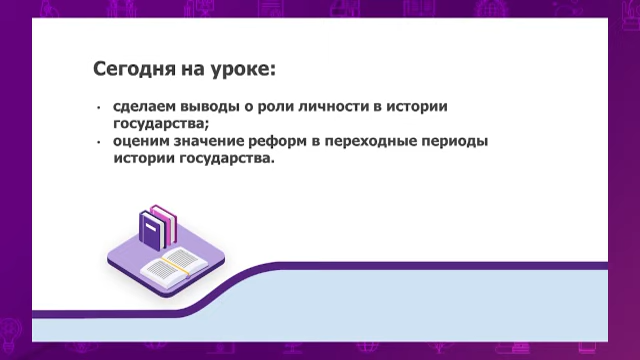 Сегодня на уроке:
• сделаем выводы о роли личности в истории
государства;
• оценим значение реформ в переходные периоды
истории государства.